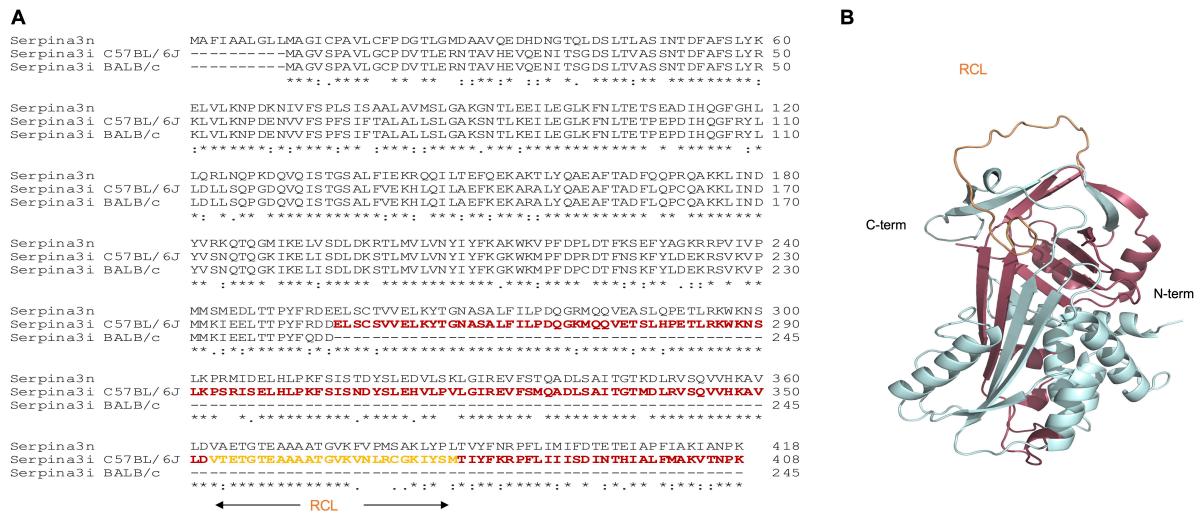 A
Serpina3n MAFIAALGLLMAGICPAVLCFPDGTLGMDAAVQEDHDNGTQLDSLTLASINTDFAFSLYK 60
Serpina3i C57BL/6J ----------MAGVSPAVLGCPDVTLERNTAVHEVQENITSGDSLTVASSNTDFAFSLYR 50
Serpina3i BALB/c ----------MAGVSPAVLGCPDVTLERNTAVHEVQENITSGDSLTVASSNTDFAFSLYR 50
Serpina3n ELVLKNPDKNIVFSPLSISAALAVMSLGAKGNTLEEILEGLKFNLTETSEADIHQGFGHL 120
Serpina3i C57BL/6J KLVLKNPDENVVFSPFSIFTALALLSLGAKSNTLKEILEGLKFNLTETPEPDIHQGFRYL 110
Serpina3i BALB/c KLVLKNPDENVVFSPFSIFTALALLSLGAKSNTLKEILEGLKFNLTETPEPDIHQGFRYL 110
Serpina3n LQRLNQPGDQVQISTGSALFIEKRQQILTEFQEKAKTLYQAEAFTADFQQPRQAKKLIND 180
Serpina3i C57BL/6J LDLLSQPGDQVQISTGSALFVEKHLQILAEFKEKARALYQAEAFTADFLQPCQAKKLIND 170
Serpina3i BALB/c LDLLSQPGDQVQISTGSALFVEKHLQILAEFKEKARALYQAEAFTADFLQPCQAKKLIND 170
Serpina3n YVRKQTQGMIKELVSDLDKRTLMVLVNYIYFKAKWKVPFDPLDTFKSEFYAGKRRPVIVP 240
Serpina3i C57BL/6J YVSNQTQGKIKELISDLDKSTLMVLVNYIYFKGKWKMPFDPRDTFNSKFYLDEKRSVKVP 230
Serpina3i BALB/c YVSNQTQGKIKELISDLDKSTLMVLVNYIYFKGKWKMPFDPCDTFNSKFYLDEKRSVKVP 230
Serpina3n MMSMEDLTTPYFRDEELSCTVVELKYTGNASALFILPDQGRMQQVEASLQPETLRKWKNS 300
Serpina3i C57BL/6J MMKIEELTTPYFRDDELSCSVVELKYTGNASALFILPDQGKMQQVETSLHPETLRKWKNS 290
Serpina3i BALB/c MMKIEELTTPYFQDD--------------------------------------------- 245
Serpina3n LKPRMIDELHLPKFSISTDYSLEDVLSKLGIREVFSTQADLSAITGTKDLRVSQVVHKAV 360
Serpina3i C57BL/6J LKPSRISELHLPKFSISNDYSLEHVLPVLGIREVFSMQADLSAITGTMDLRVSQVVHKAV 350
Serpina3i BALB/c ------------------------------------------------------------ 245
Serpina3n LDVAETGTEAAAATGVKFVPMSAKLYPLTVYFNRPFLIMIFDTETEIAPFIAKIANPK 418
Serpina3i C57BL/6J LDVTETGTEAAAATGVKVNLRCGKIYSMTIYFKRPFLIIISDINTHIALFMAKVTNPK 408
Serpina3i BALB/c ---------------------------------------------------------- 245
RCL
B
RCL
C-term
N-term